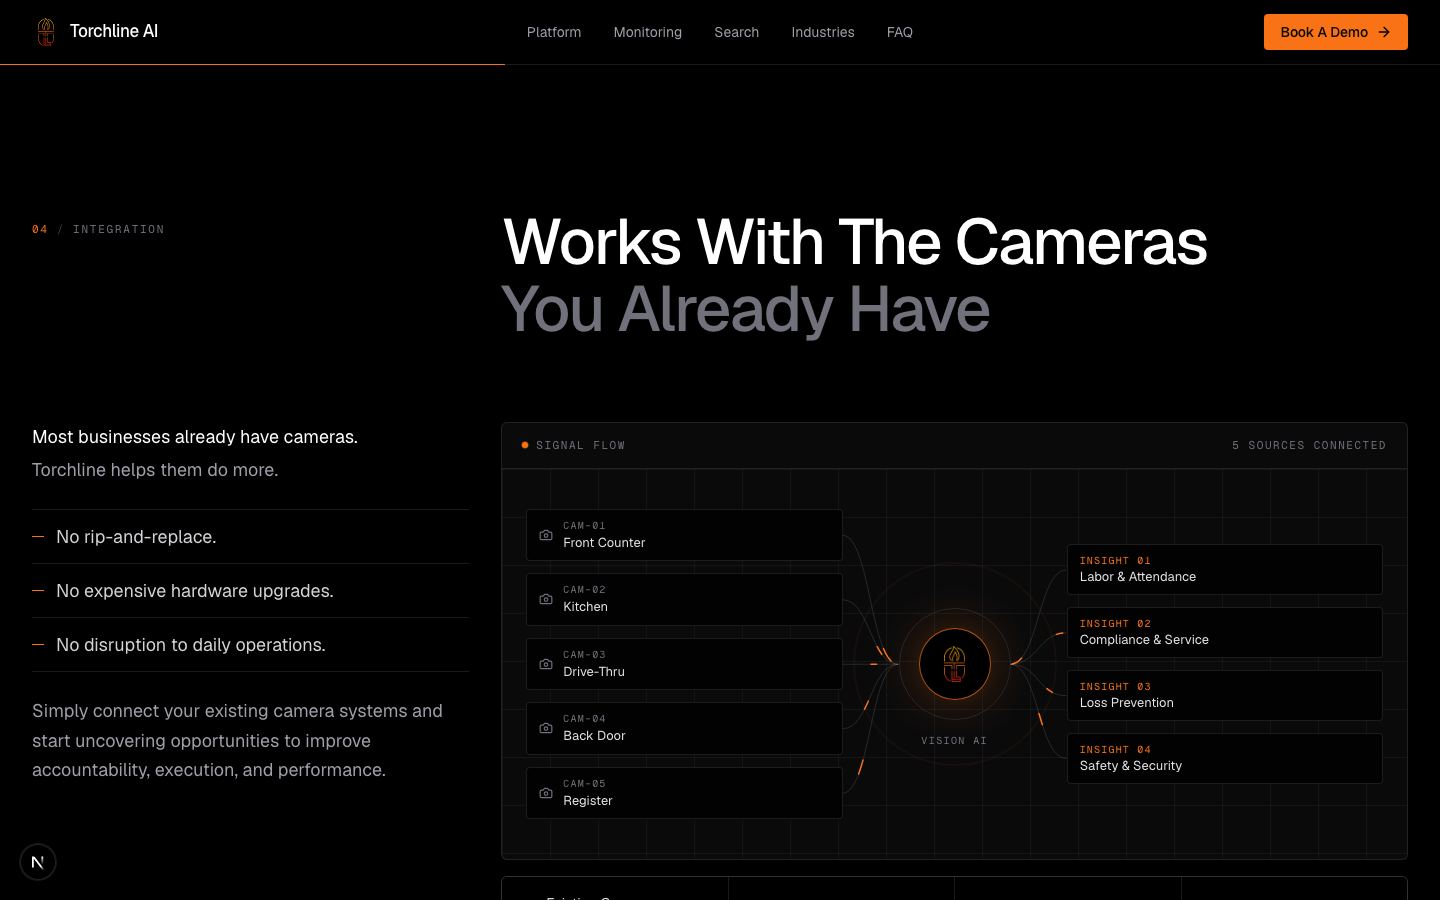 Torchline AI
Platform
Monitoring
Search
Industries
FAQ
Book A Demo
04 / INTEGRATION
Works With The Cameras
You Already Have
Most businesses already have cameras.
Torchline helps them do more.
No rip-and-replace.
No expensive hardware upgrades.
No disruption to daily operations.
Simply connect your existing camera systems and
start uncovering opportunities to improve
accountability, execution, and performance.
SIGNAL FLOW
5 SOURCES CONNECTED
CAM-01
Front Counter
CAM-02
Kitchen
CAM-03
Drive-Thru
CAM-04
Back Door
CAM-05
Register
VISION AI
INSIGHT 01
Labor & Attendance
INSIGHT 02
Compliance & Service
INSIGHT 03
Loss Prevention
INSIGHT 04
Safety & Security
N